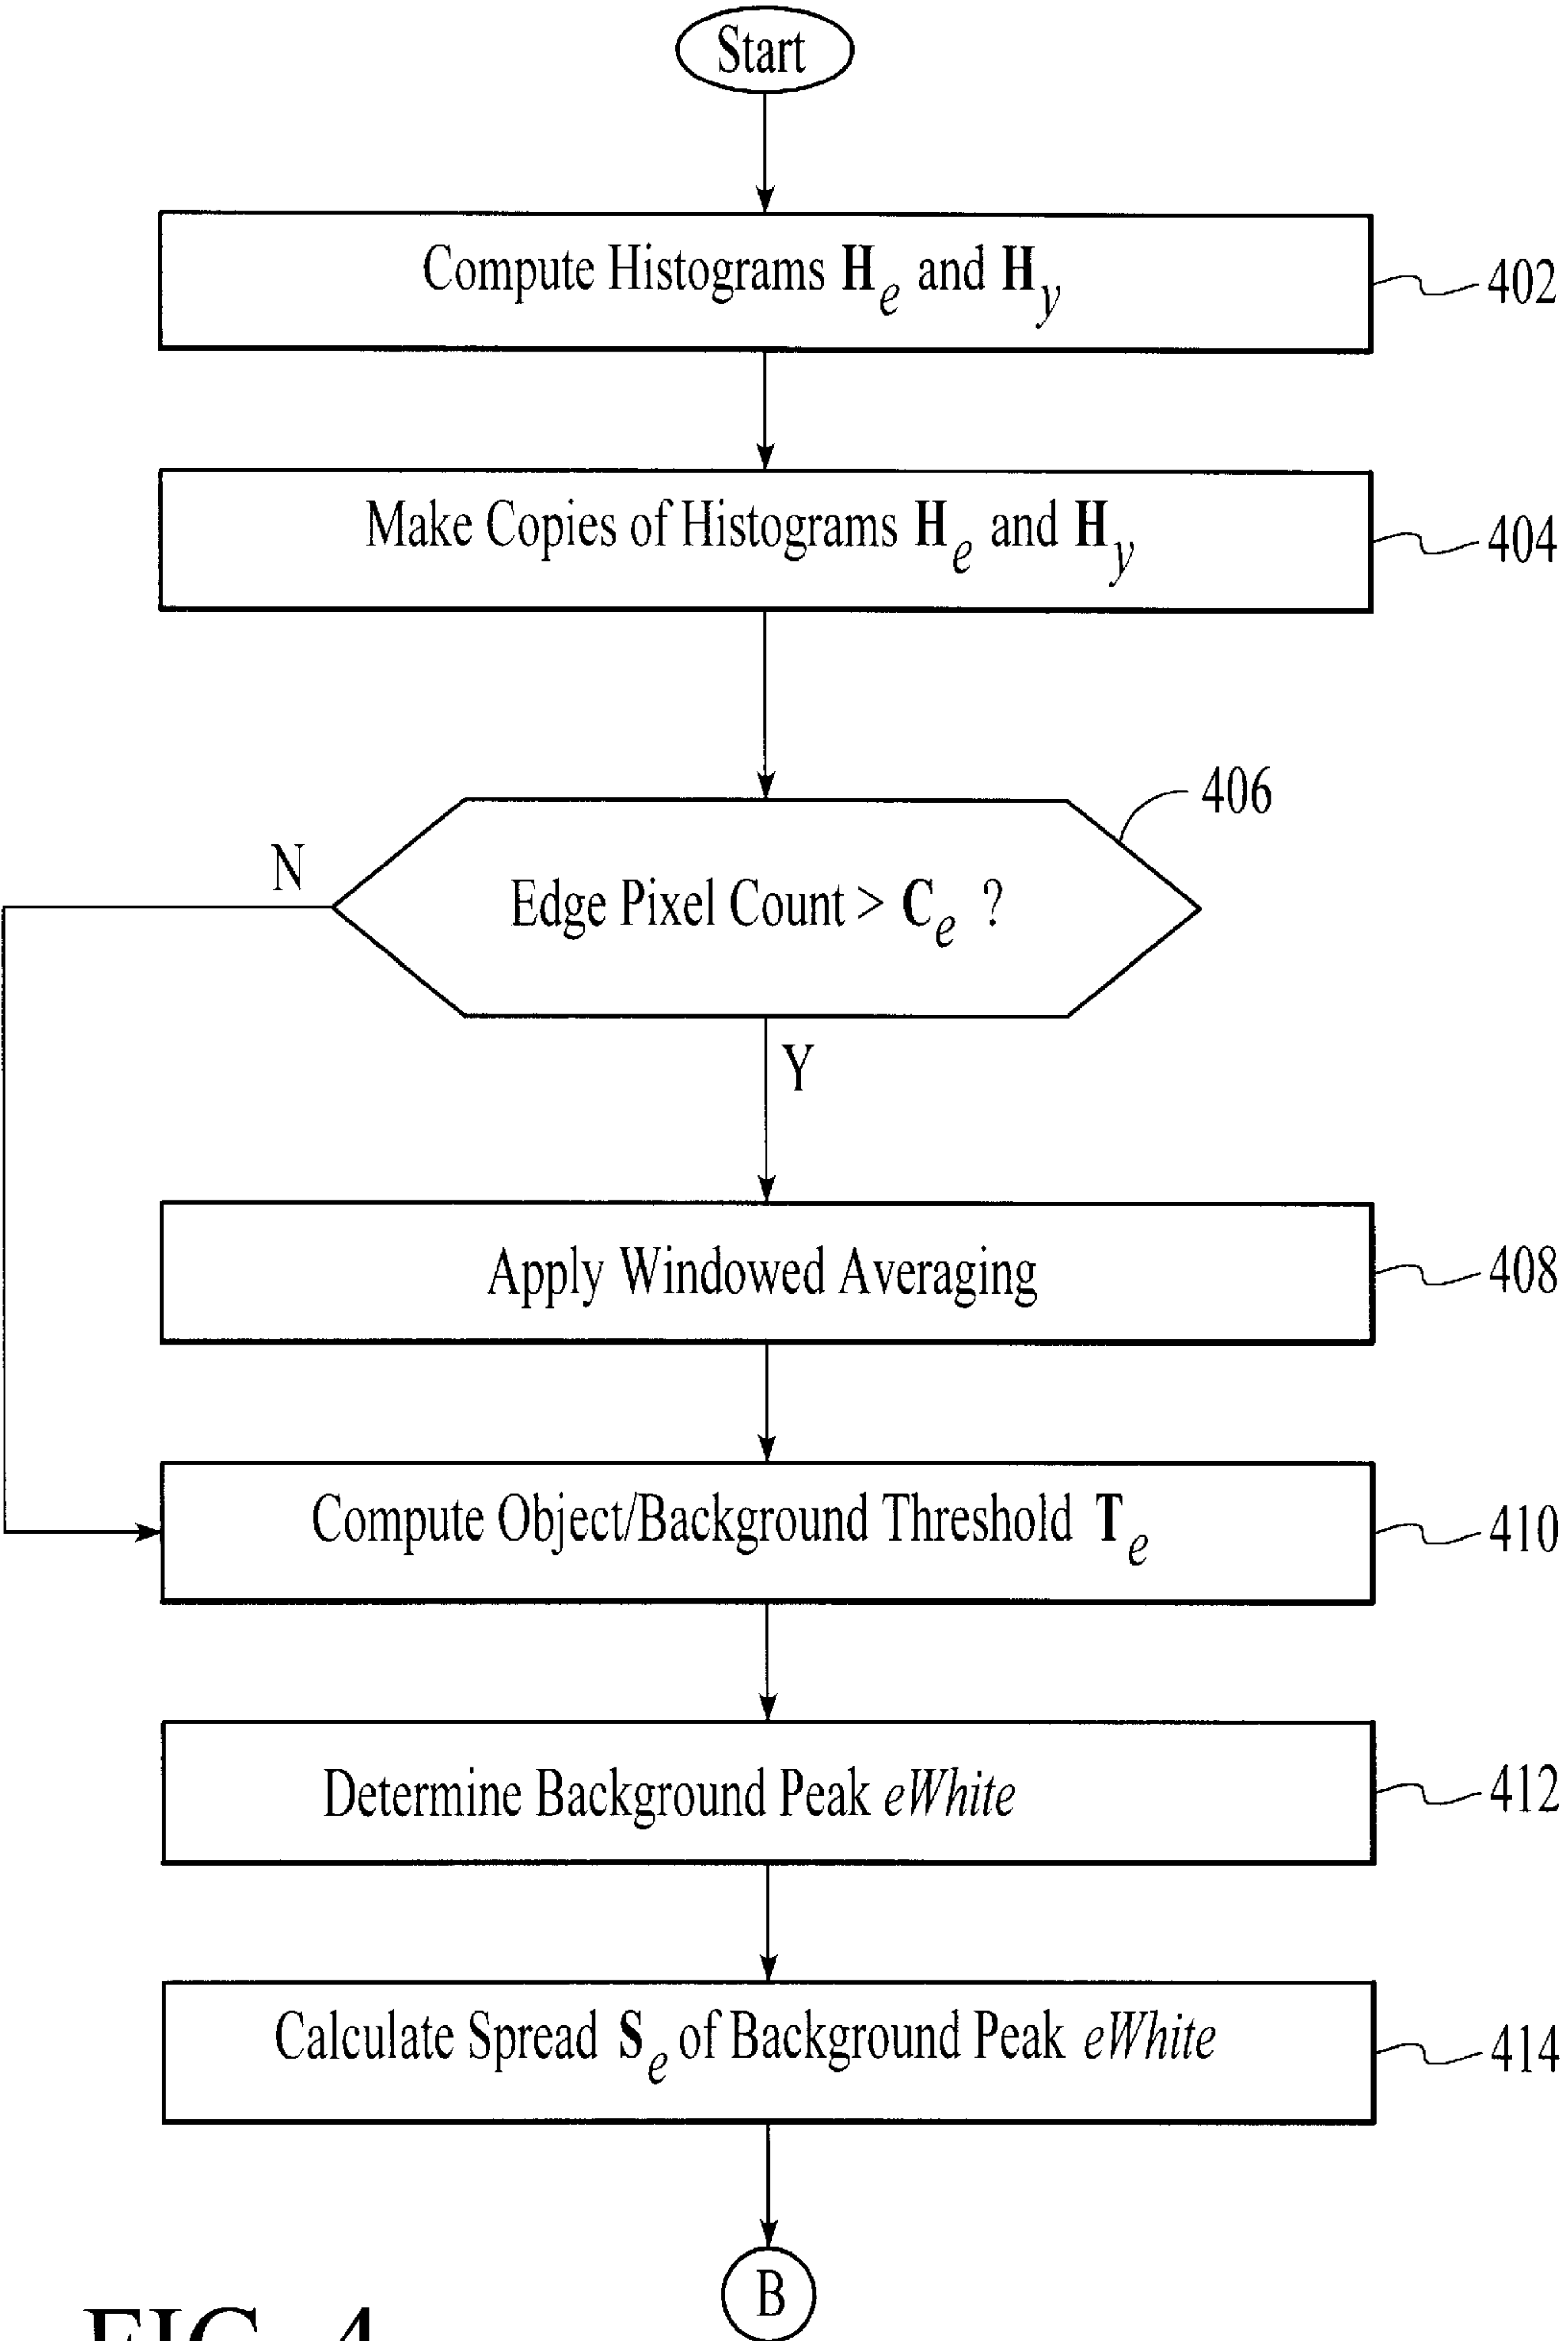 Start
Compute Histograms He and Hy
402
Make Copies of Histograms He and Hy
404
406
N
Edge Pixel Count > Ce ?
Y
Apply Windowed Averaging
408
Compute Object/Background Threshold Te
410
Determine Background Peak eWhite
412
Calculate Spread Se of Background Peak eWhite
414
B
FIG. 4